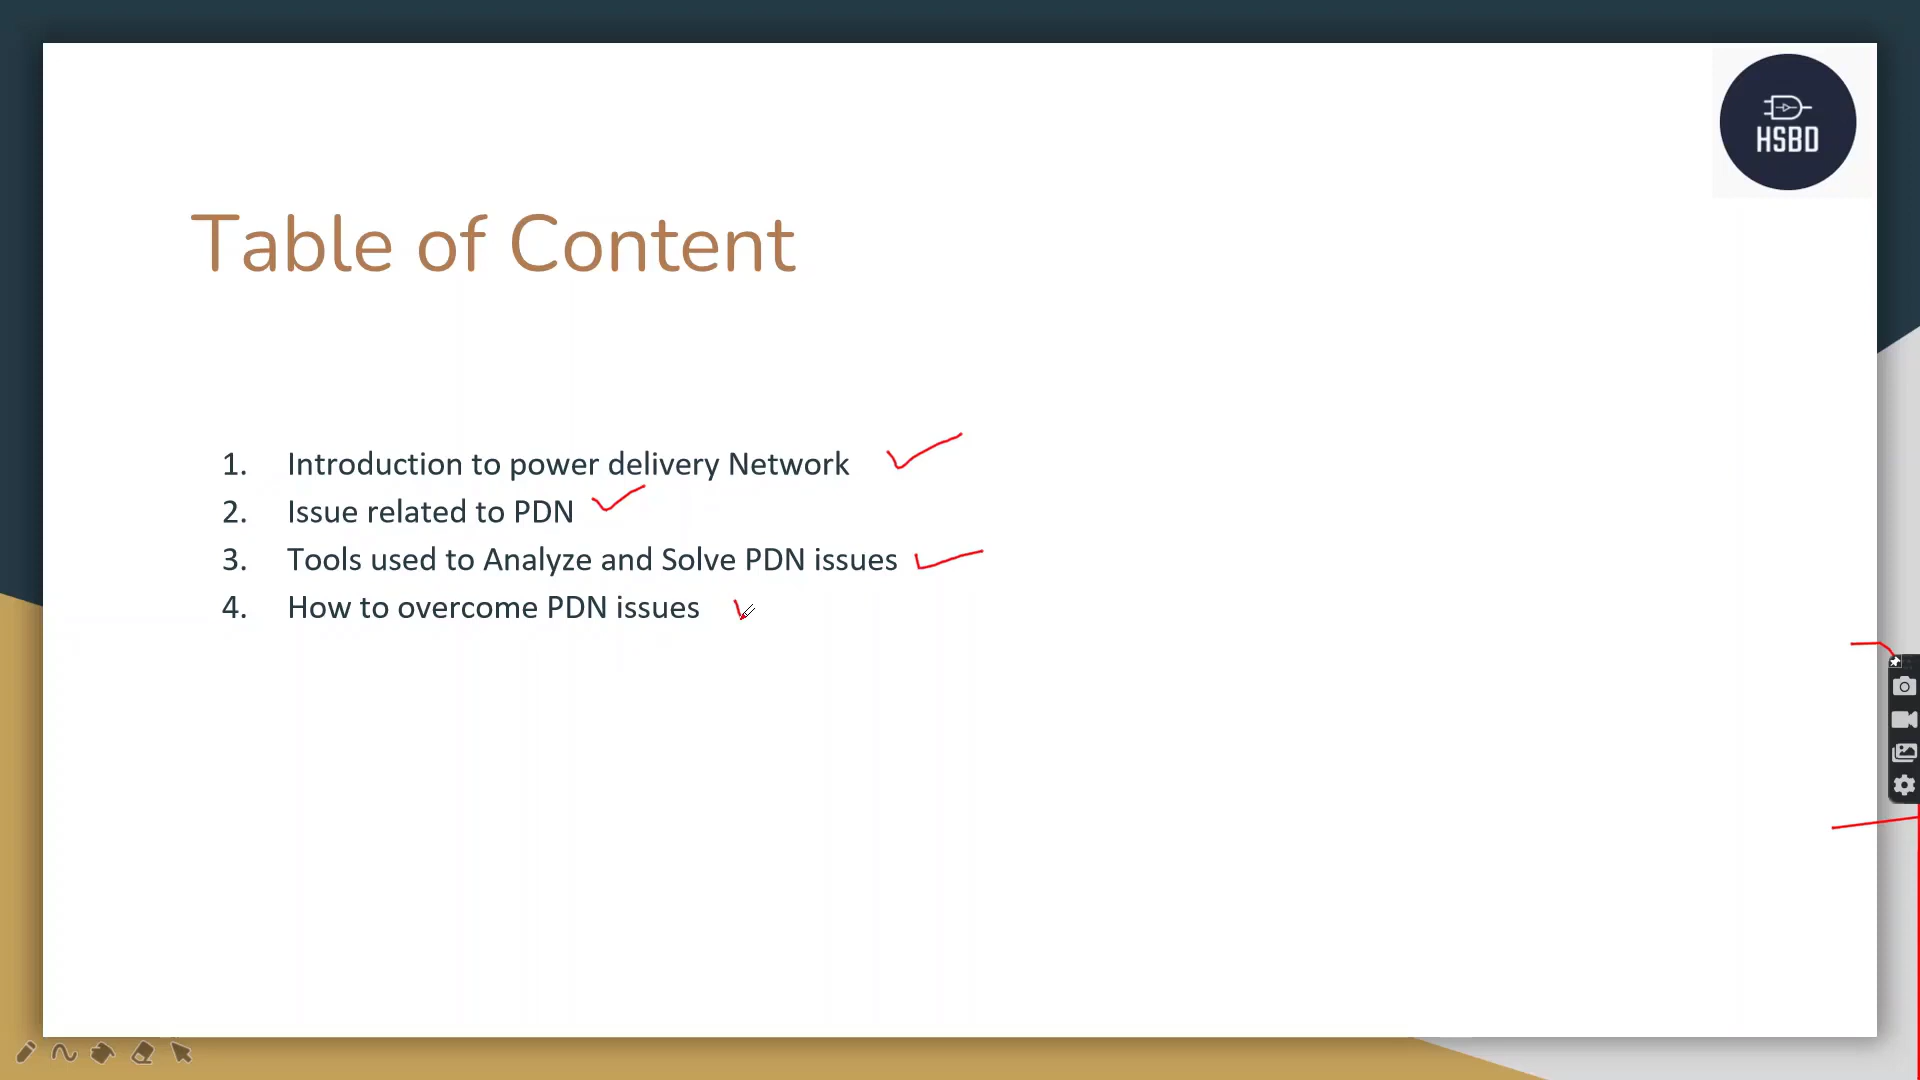 HSBD
Table of Content
1. Introduction to power delivery Network
2. Issue related to PDN
3. Tools used to Analyze and Solve PDN issues
4. How to overcome PDN issues